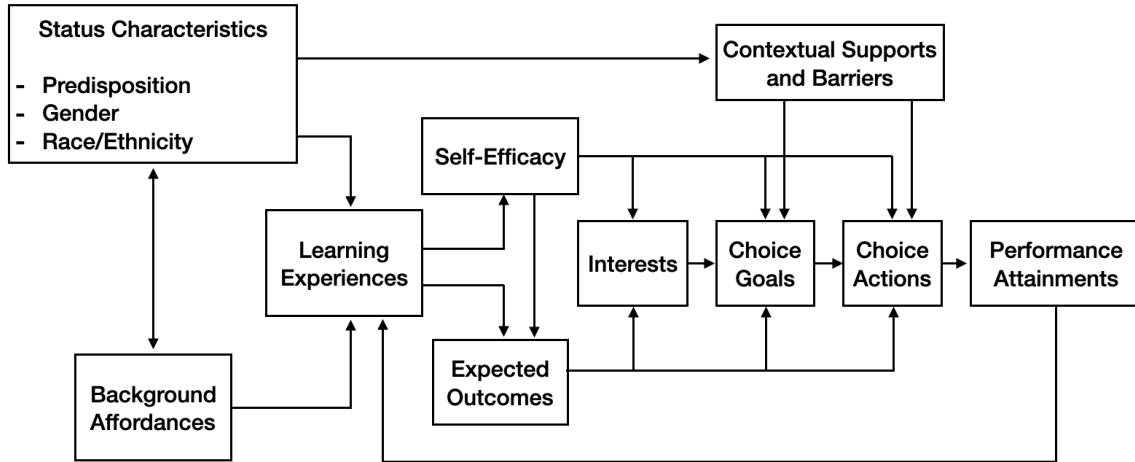 Status Characteristics
- Predisposition
- Gender
- Race/Ethnicity
Contextual Supports
and Barriers
Self-Efficacy
Learning
Experiences
Interests
Choice
Goals
Choice
Actions
Performance
Attainments
Expected
Outcomes
Background
Affordances